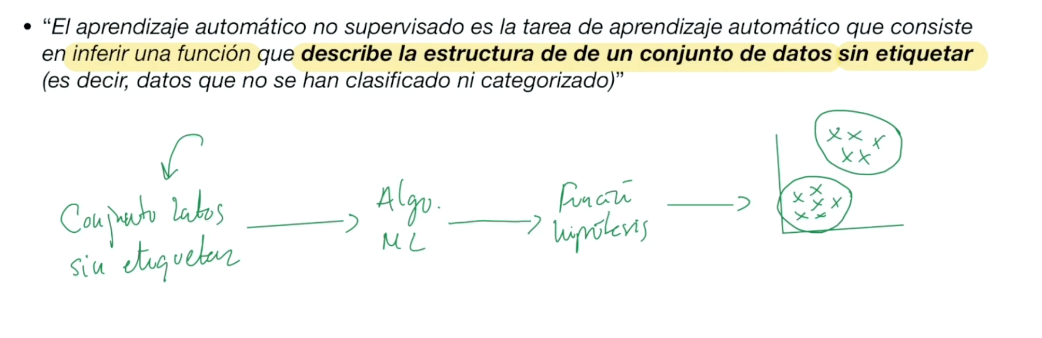 • “El aprendizaje automático no supervisado es la tarea de aprendizaje automático que consiste
en inferir una función que describe la estructura de de un conjunto de datos sin etiquetar
(es decir, datos que no se han clasificado ni categorizado)”
Conjunto datos
sin etiquetar
Algo.
ML
Función
hipótesis